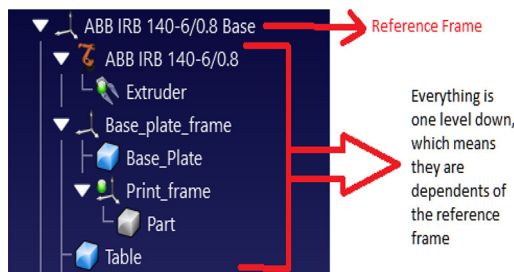 ABB IRB 140-6/0.8 Base
Reference Frame
ABB IRB 140-6/0.8
Extruder
Base_plate_frame
Base_Plate
Print_frame
Part
Table
Everything is
one level down,
which means
they are
dependents of
the reference
frame